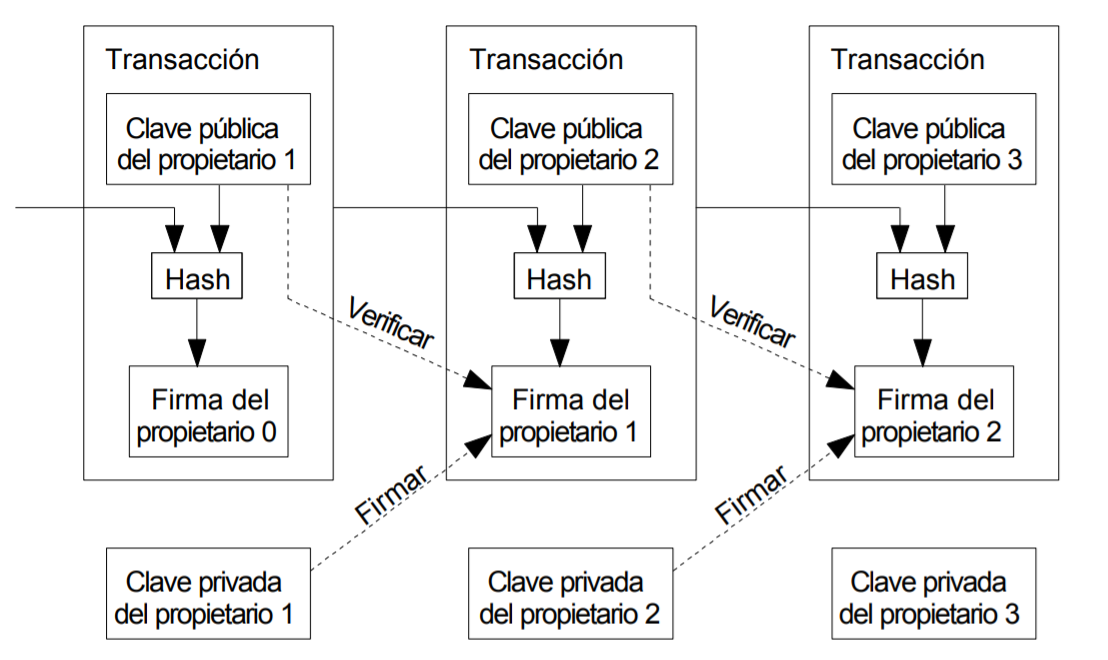 Transacción
Clave pública
del propietario 1
Hash
Firma del
propietario 0
Transacción
Clave pública
del propietario 2
Hash
Firma del
propietario 1
Transacción
Clave pública
del propietario 3
Hash
Firma del
propietario 2
Verificar
Verificar
Firmar
Firmar
Clave privada
del propietario 1
Clave privada
del propietario 2
Clave privada
del propietario 3